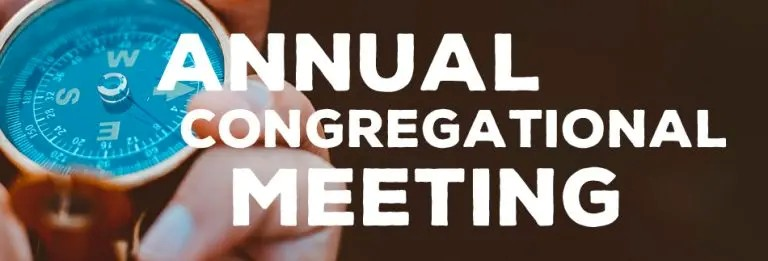 ANNUAL
CONGREGATIONAL
MEETING
W
S
E